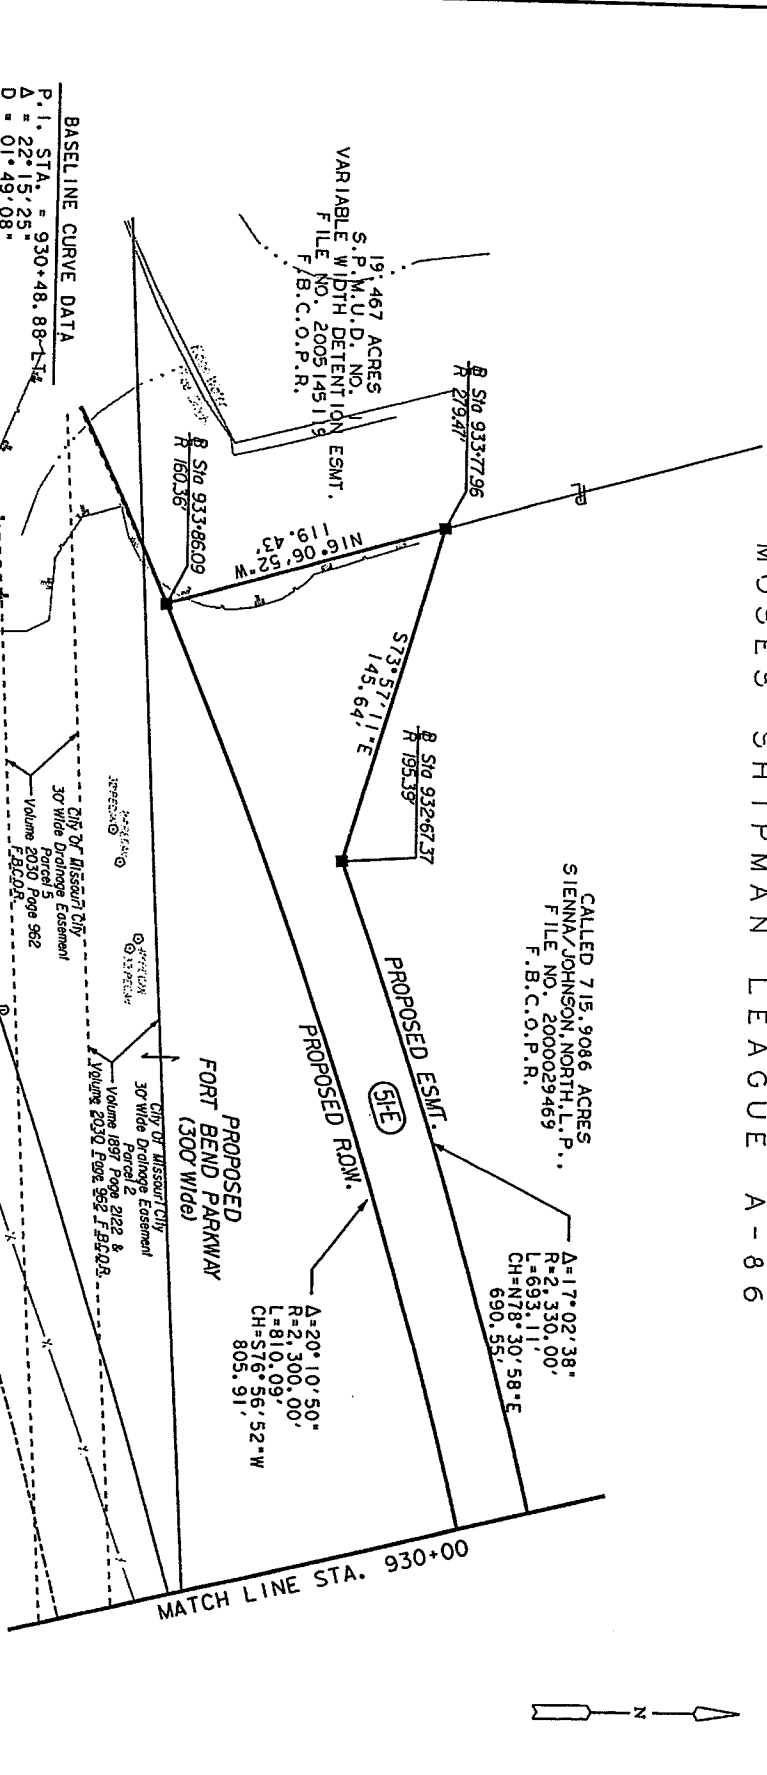 MOSES SHIPMAN LEAGUE A-86
BASELINE CURVE DATA
P.I. STA. = 930+48.88 LT.
Δ = 22°15'25"
D = 01°49'08"
19.467 ACRES
S.P.M.U.D. NO.
VARIABLE WIDTH DETENTION ESMT.
FILE NO. 2005145119
F.B.C.O.P.R.
B Sta 933+77.96
R 279.47'
B Sta 933+86.09
R 160.36'
N16°06'52"W
119.43'
S73°57'11"E
145.64'
B Sta 932+67.37
R 195.39'
CALLED 715.9086 ACRES
SIENNA/JOHNSON NORTH, L.P.,
FILE NO. 2000029469
F.B.C.O.P.R.
PROPOSED ESMT.
51-E
PROPOSED R.O.W.
PROPOSED
FORT BEND PARKWAY
(300' Wide)
City Of Missouri City
30' Wide Drainage Easement
Parcel 5
Volume 2030 Page 962
F.B.C.D.R.
City Of Missouri City
30' Wide Drainage Easement
Parcel 2
Volume 1897 Page 2122 &
Volume 2030 Page 962 F.B.C.D.R.
Δ=17°02'38"
R=2,330.00'
L=693.11'
CH=N78°30'58"E
690.55'
Δ=20°10'50"
R=2,300.00'
L=810.09'
CH=S76°56'52"W
805.91'
MATCH LINE STA. 930+00
N